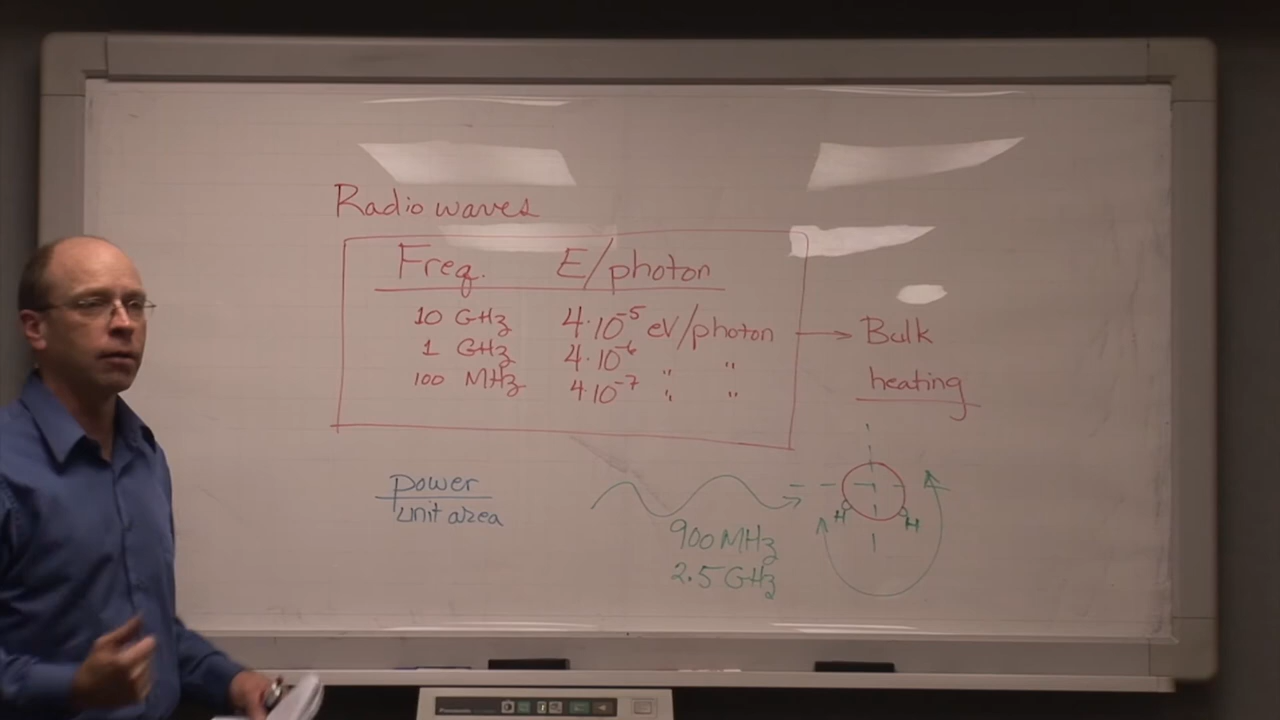 Radio waves
Freq. E/photon
10 GHz 4·10⁻⁵ eV/photon → Bulk
1 GHz 4·10⁻⁶ " "
100 MHz 4·10⁻⁷ " " heating
power
unit area
H H
900 MHz
2.5 GHz
Panasonic